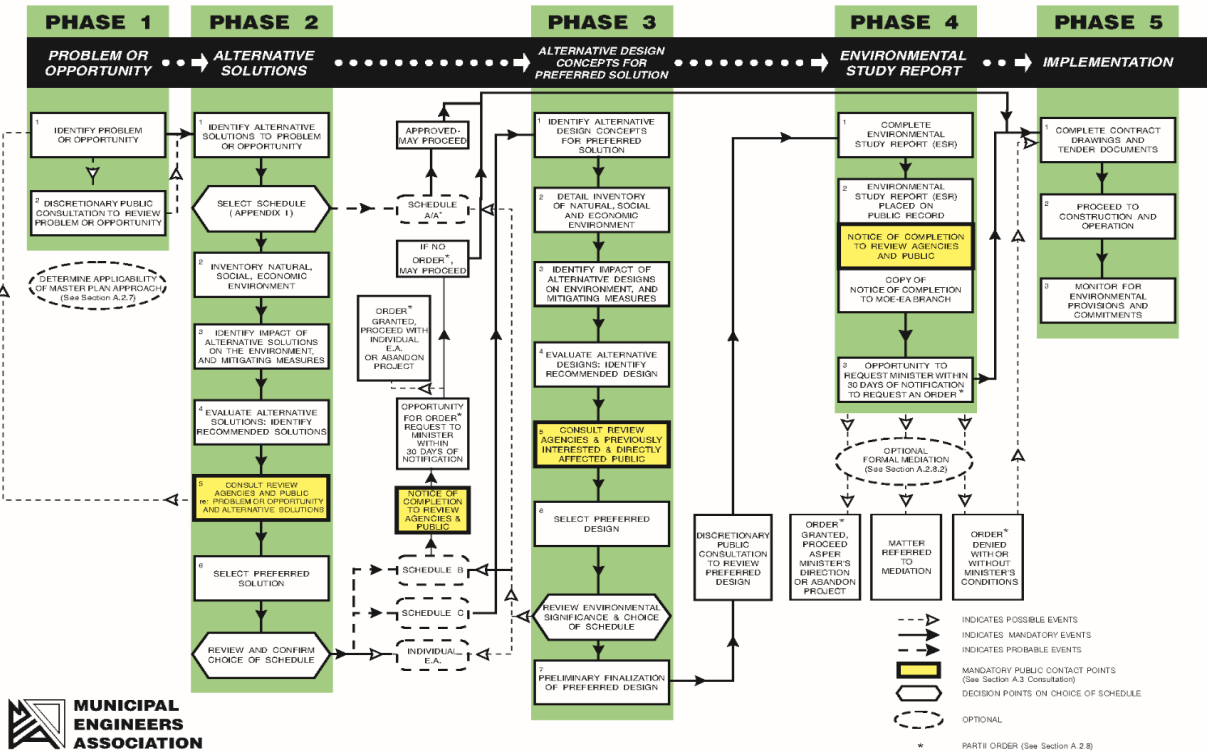 PHASE 1
PHASE 2
PHASE 3
PHASE 4
PHASE 5
PROBLEM OR
OPPORTUNITY
ALTERNATIVE
SOLUTIONS
ALTERNATIVE DESIGN
CONCEPTS FOR
PREFERRED SOLUTION
ENVIRONMENTAL
STUDY REPORT
IMPLEMENTATION
1
IDENTIFY PROBLEM
OR OPPORTUNITY
2
DISCRETIONARY PUBLIC
CONSULTATION TO REVIEW
PROBLEM OR OPPORTUNITY
DETERMINE APPLICABILITY
OF MASTER PLAN APPROACH
(See Section A.2.7)
1
IDENTIFY ALTERNATIVE
SOLUTIONS TO PROBLEM
OR OPPORTUNITY
SELECT SCHEDULE
(APPENDIX I)
2
INVENTORY NATURAL,
SOCIAL, ECONOMIC
ENVIRONMENT
3
IDENTIFY IMPACT OF
ALTERNATIVE SOLUTIONS
ON THE ENVIRONMENT,
AND MITIGATING MEASURES
4
EVALUATE ALTERNATIVE
SOLUTIONS: IDENTIFY
RECOMMENDED SOLUTIONS
5
CONSULT REVIEW
AGENCIES AND PUBLIC
re: PROBLEM OR OPPORTUNITY
AND ALTERNATIVE SOLUTIONS
6
SELECT PREFERRED
SOLUTION
REVIEW AND CONFIRM
CHOICE OF SCHEDULE
APPROVED-
MAY PROCEED
SCHEDULE
A/A+
IF NO
ORDER*,
MAY PROCEED
ORDER*
GRANTED,
PROCEED WITH
INDIVIDUAL
E.A.
OR ABANDON
PROJECT
OPPORTUNITY
FOR ORDER*
REQUEST TO
MINISTER
WITHIN
30 DAYS OF
NOTIFICATION
NOTICE OF
COMPLETION
TO REVIEW
AGENCIES &
PUBLIC
SCHEDULE B
SCHEDULE C
INDIVIDUAL
E.A.
1
IDENTIFY ALTERNATIVE
DESIGN CONCEPTS
FOR PREFERRED
SOLUTION
2
DETAIL INVENTORY
OF NATURAL, SOCIAL
AND ECONOMIC
ENVIRONMENT
3
IDENTIFY IMPACT OF
ALTERNATIVE DESIGNS
ON ENVIRONMENT, AND
MITIGATING MEASURES
4
EVALUATE ALTERNATIVE
DESIGNS: IDENTIFY
RECOMMENDED DESIGN
5
CONSULT REVIEW
AGENCIES & PREVIOUSLY
INTERESTED & DIRECTLY
AFFECTED PUBLIC
6
SELECT PREFERRED
DESIGN
REVIEW ENVIRONMENTAL
SIGNIFICANCE & CHOICE
OF SCHEDULE
7
PRELIMINARY FINALIZATION
OF PREFERRED DESIGN
DISCRETIONARY
PUBLIC
CONSULTATION
TO REVIEW
PREFERRED
DESIGN
1
COMPLETE
ENVIRONMENTAL
STUDY REPORT (ESR)
2
ENVIRONMENTAL
STUDY REPORT (ESR)
PLACED ON
PUBLIC RECORD
NOTICE OF COMPLETION
TO REVIEW AGENCIES
AND PUBLIC
COPY OF
NOTICE OF COMPLETION
TO MOE-EA BRANCH
3
OPPORTUNITY TO
REQUEST MINISTER WITHIN
30 DAYS OF NOTIFICATION
TO REQUEST AN ORDER*
OPTIONAL
FORMAL MEDIATION
(See Section A.2.8.2)
ORDER*
GRANTED,
PROCEED
AS PER
MINISTER'S
DIRECTION
OR ABANDON
PROJECT
MATTER
REFERRED
TO
MEDIATION
ORDER*
DENIED
WITH OR
WITHOUT
MINISTER'S
CONDITIONS
1
COMPLETE CONTRACT
DRAWINGS AND
TENDER DOCUMENTS
2
PROCEED TO
CONSTRUCTION AND
OPERATION
3
MONITOR FOR
ENVIRONMENTAL
PROVISIONS AND
COMMITMENTS
INDICATES POSSIBLE EVENTS
INDICATES MANDATORY EVENTS
INDICATES PROBABLE EVENTS
MANDATORY PUBLIC CONTACT POINTS
(See Section A.3 Consultation)
DECISION POINTS ON CHOICE OF SCHEDULE
OPTIONAL
* PART II ORDER (See Section A.2.8)
MUNICIPAL
ENGINEERS
ASSOCIATION